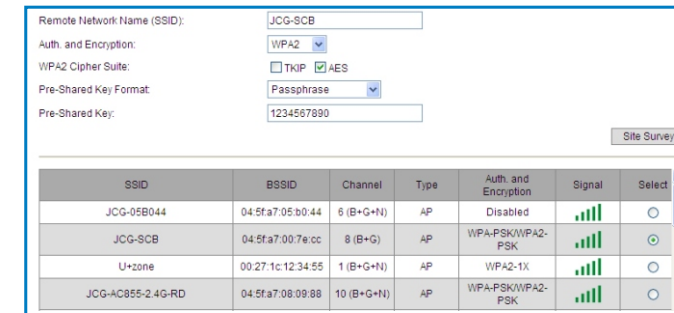 Remote Network Name (SSID): JCG-SCB
Auth. and Encryption: WPA2
WPA2 Cipher Suite: TKIP AES
Pre-Shared Key Format: Passphrase
Pre-Shared Key: 1234567890
Site Survey
SSID BSSID Channel Type Auth. and Encryption Signal Select
JCG-05B044 04:5f:a7:05:b0:44 6 (B+G+N) AP Disabled
JCG-SCB 04:5f:a7:00:7e:cc 8 (B+G) AP WPA-PSK/WPA2-PSK
U+zone 00:27:1c:12:34:55 1 (B+G+N) AP WPA2-1X
JCG-AC855-2.4G-RD 04:5f:a7:08:09:88 10 (B+G+N) AP WPA-PSK/WPA2-PSK